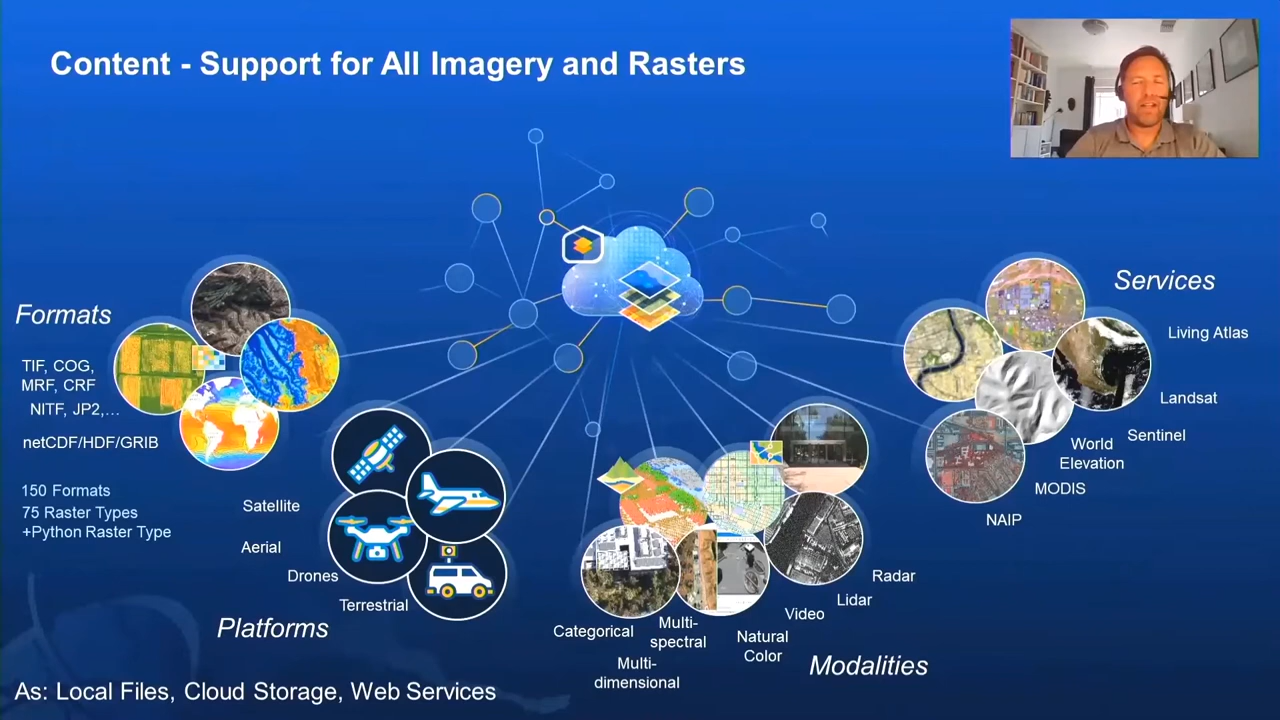 Content - Support for All Imagery and Rasters
Formats
TIF, COG,
MRF, CRF
NITF, JP2,...
netCDF/HDF/GRIB
150 Formats
75 Raster Types
+Python Raster Type
Satellite
Aerial
Drones
Terrestrial
Platforms
Categorical
Multi-
spectral
Multi-
dimensional
Natural
Color
Video
Lidar
Radar
Modalities
Services
Living Atlas
Landsat
Sentinel
World
Elevation
MODIS
NAIP
As: Local Files, Cloud Storage, Web Services